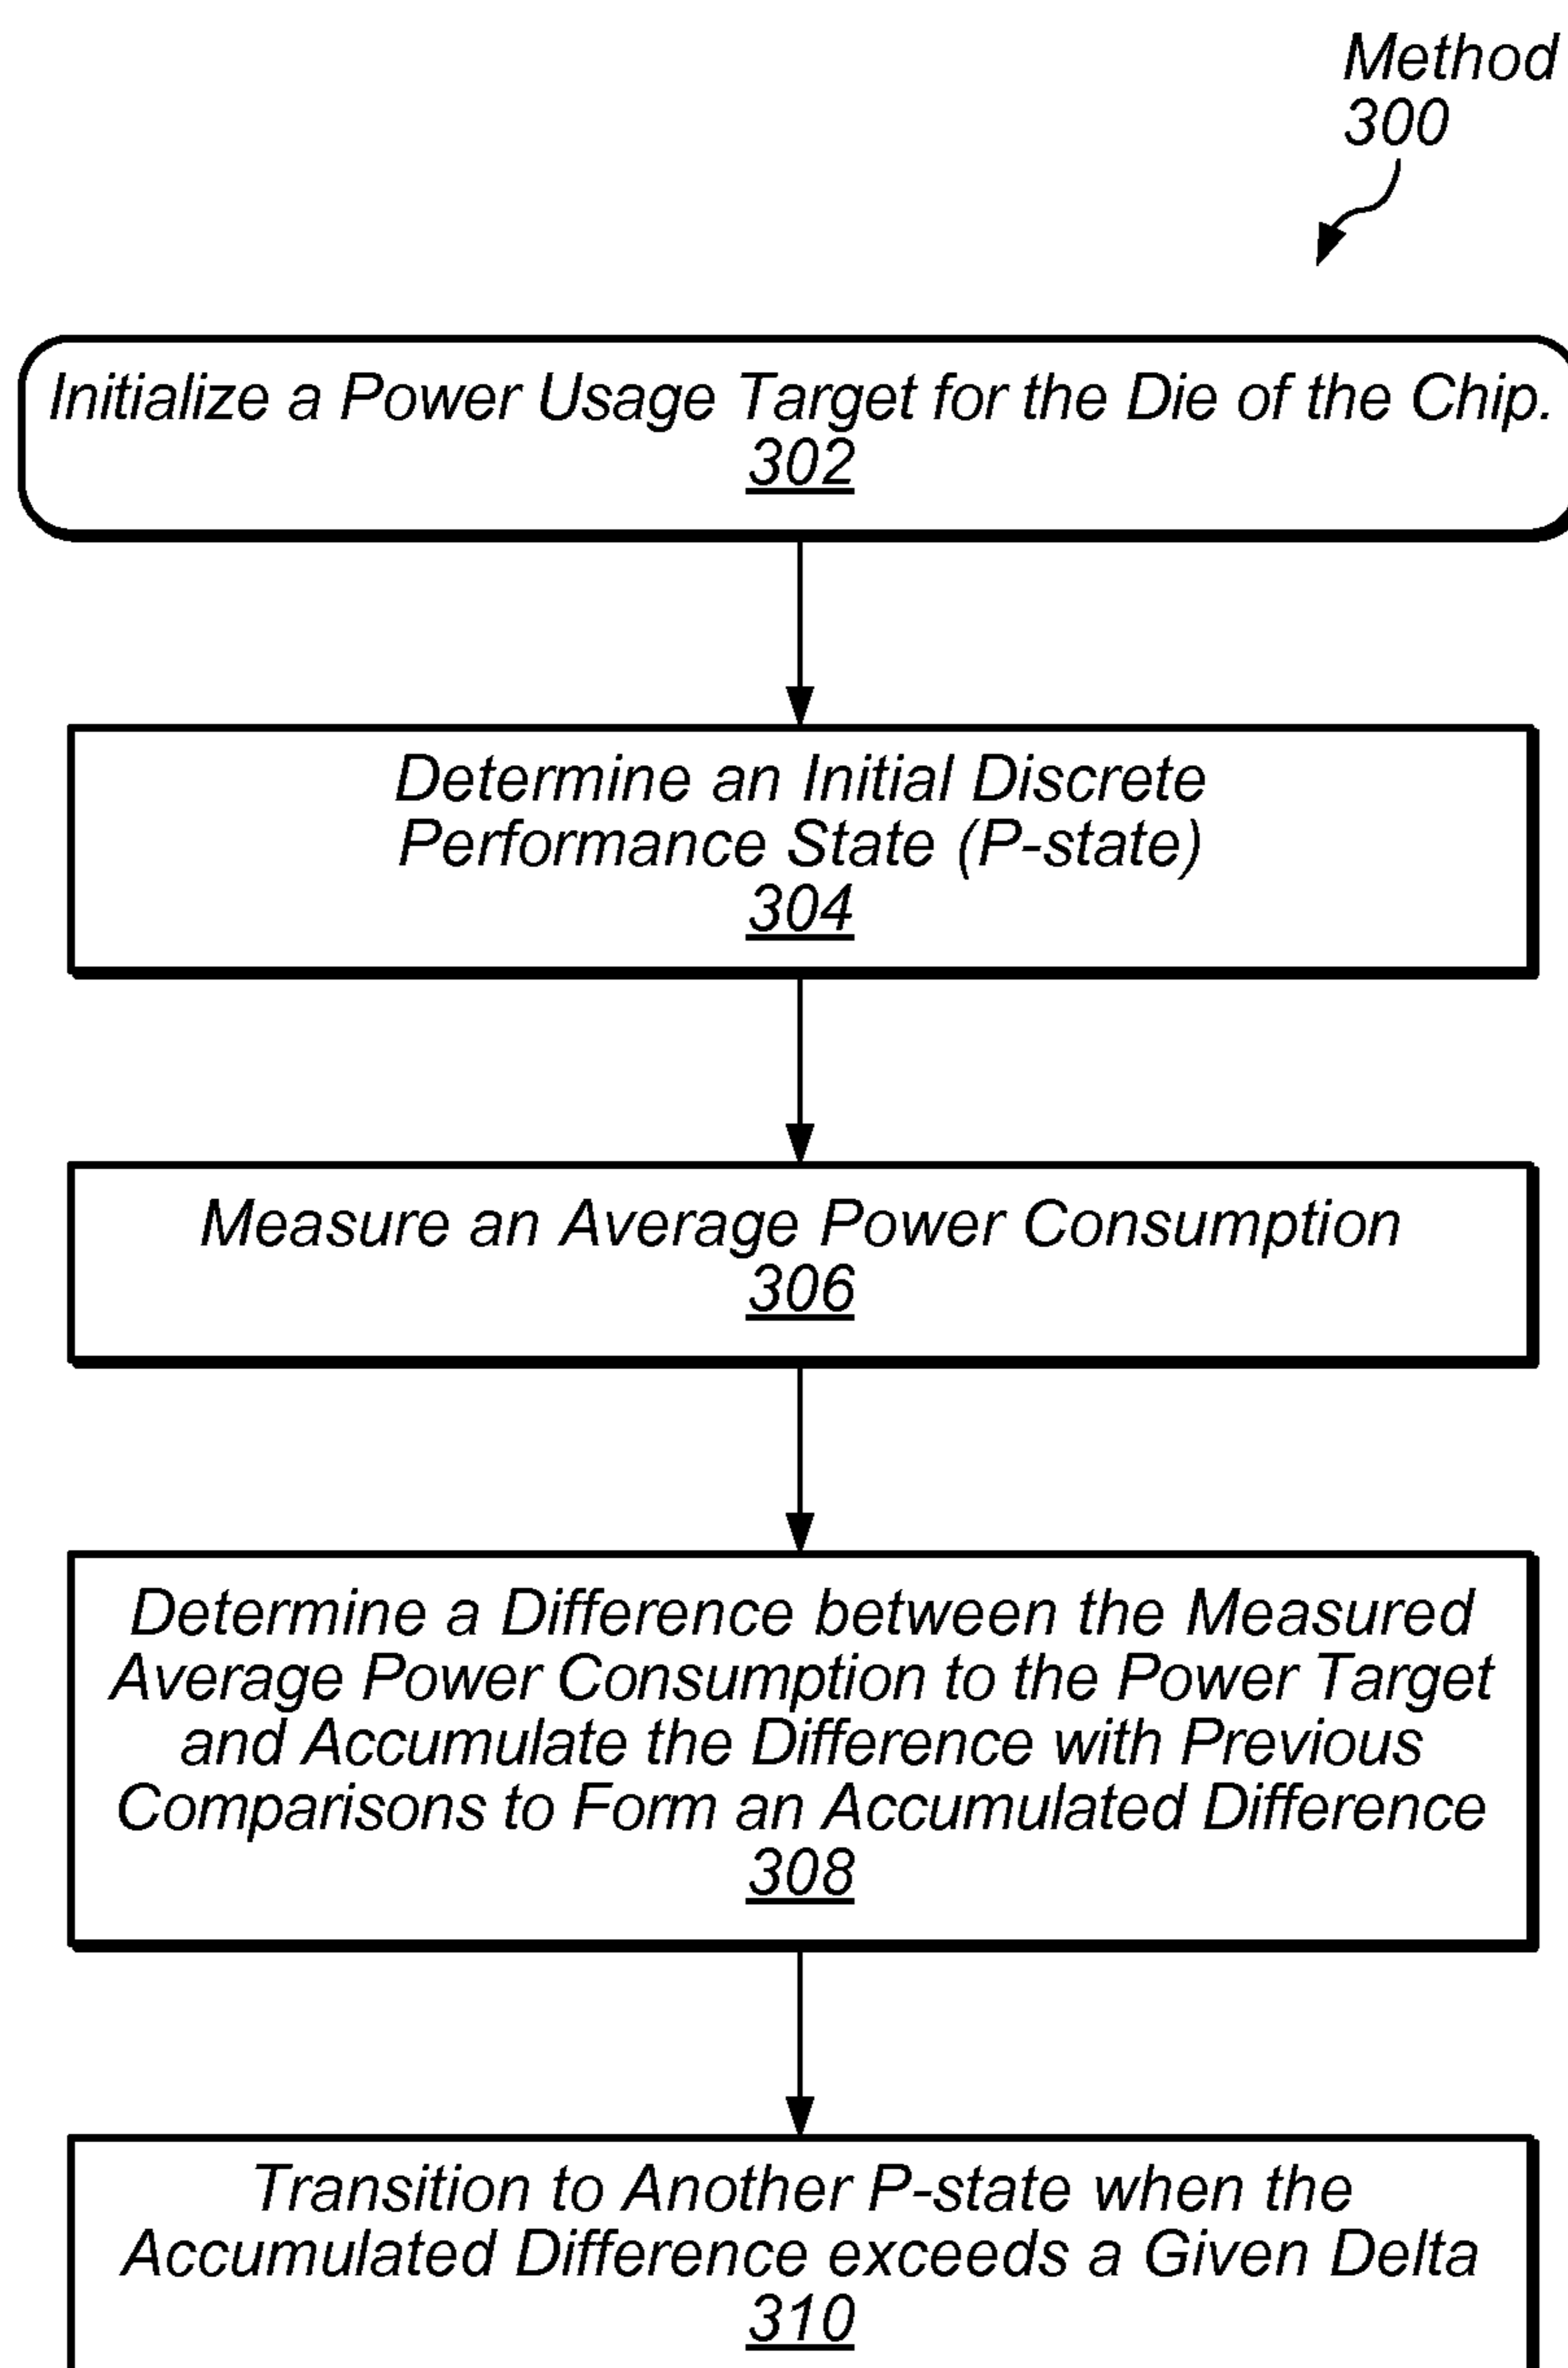 Method
300
Initialize a Power Usage Target for the Die of the Chip.
302
Determine an Initial Discrete
Performance State (P-state)
304
Measure an Average Power Consumption
306
Determine a Difference between the Measured
Average Power Consumption to the Power Target
and Accumulate the Difference with Previous
Comparisons to Form an Accumulated Difference
308
Transition to Another P-state when the
Accumulated Difference exceeds a Given Delta
310